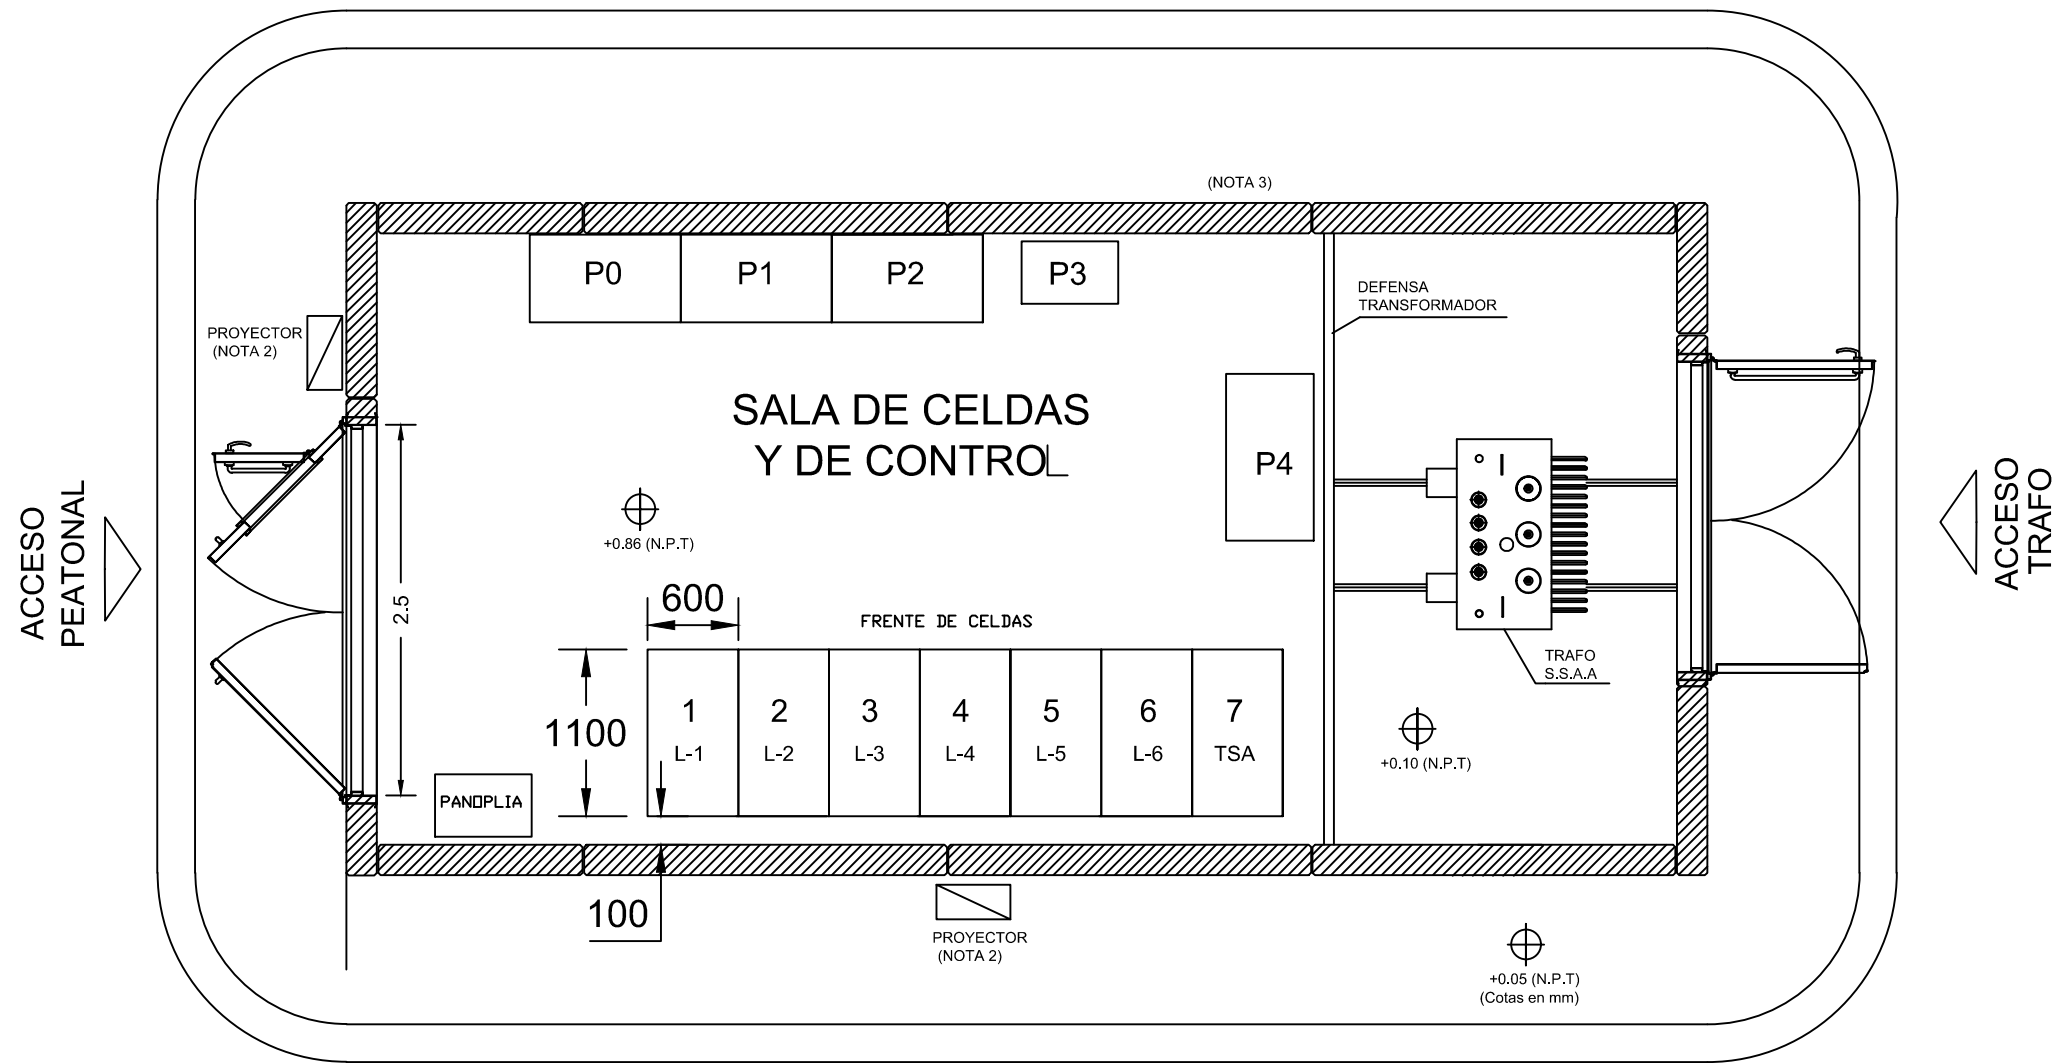 (NOTA 3)
P0
P1
P2
P3
DEFENSA
TRANSFORMADOR
PROYECTOR
(NOTA 2)
SALA DE CELDAS
Y DE CONTROL
P4
ACCESO
PEATONAL
ACCESO
TRAFO
+0.86 (N.P.T)
2.5
600
FRENTE DE CELDAS
TRAFO
S.S.A.A
1100
1
L-1
2
L-2
3
L-3
4
L-4
5
L-5
6
L-6
7
TSA
+0.10 (N.P.T)
PANOPLIA
100
PROYECTOR
(NOTA 2)
+0.05 (N.P.T)
(Cotas en mm)